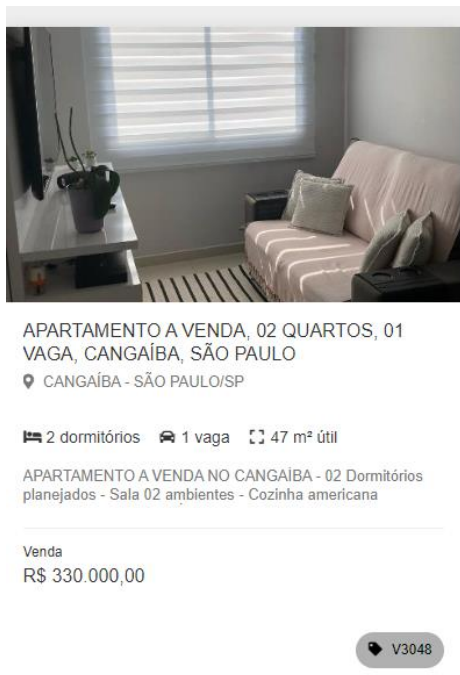 APARTAMENTO A VENDA, 02 QUARTOS, 01
VAGA, CANGAÍBA, SÃO PAULO
CANGAÍBA - SÃO PAULO/SP
2 dormitórios 1 vaga 47 m² útil
APARTAMENTO A VENDA NO CANGAÍBA - 02 Dormitórios
planejados - Sala 02 ambientes - Cozinha americana
Venda
R$ 330.000,00
V3048